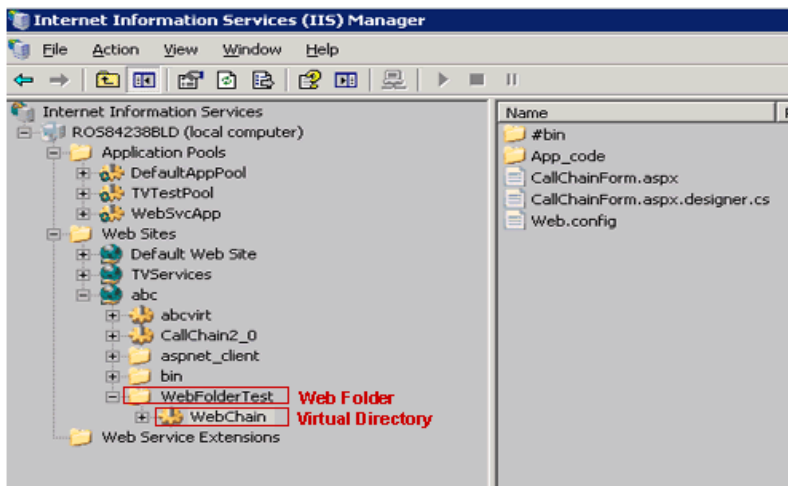 Internet Information Services (IIS) Manager
File Action View Window Help
Internet Information Services
ROS84238BLD (local computer)
Application Pools
DefaultAppPool
TVTestPool
WebSvcApp
Web Sites
Default Web Site
TVServices
abc
abcvirt
CallChain2_0
aspnet_client
bin
WebFolderTest Web Folder
WebChain Virtual Directory
Web Service Extensions
Name
#bin
App_code
CallChainForm.aspx
CallChainForm.aspx.designer.cs
Web.config